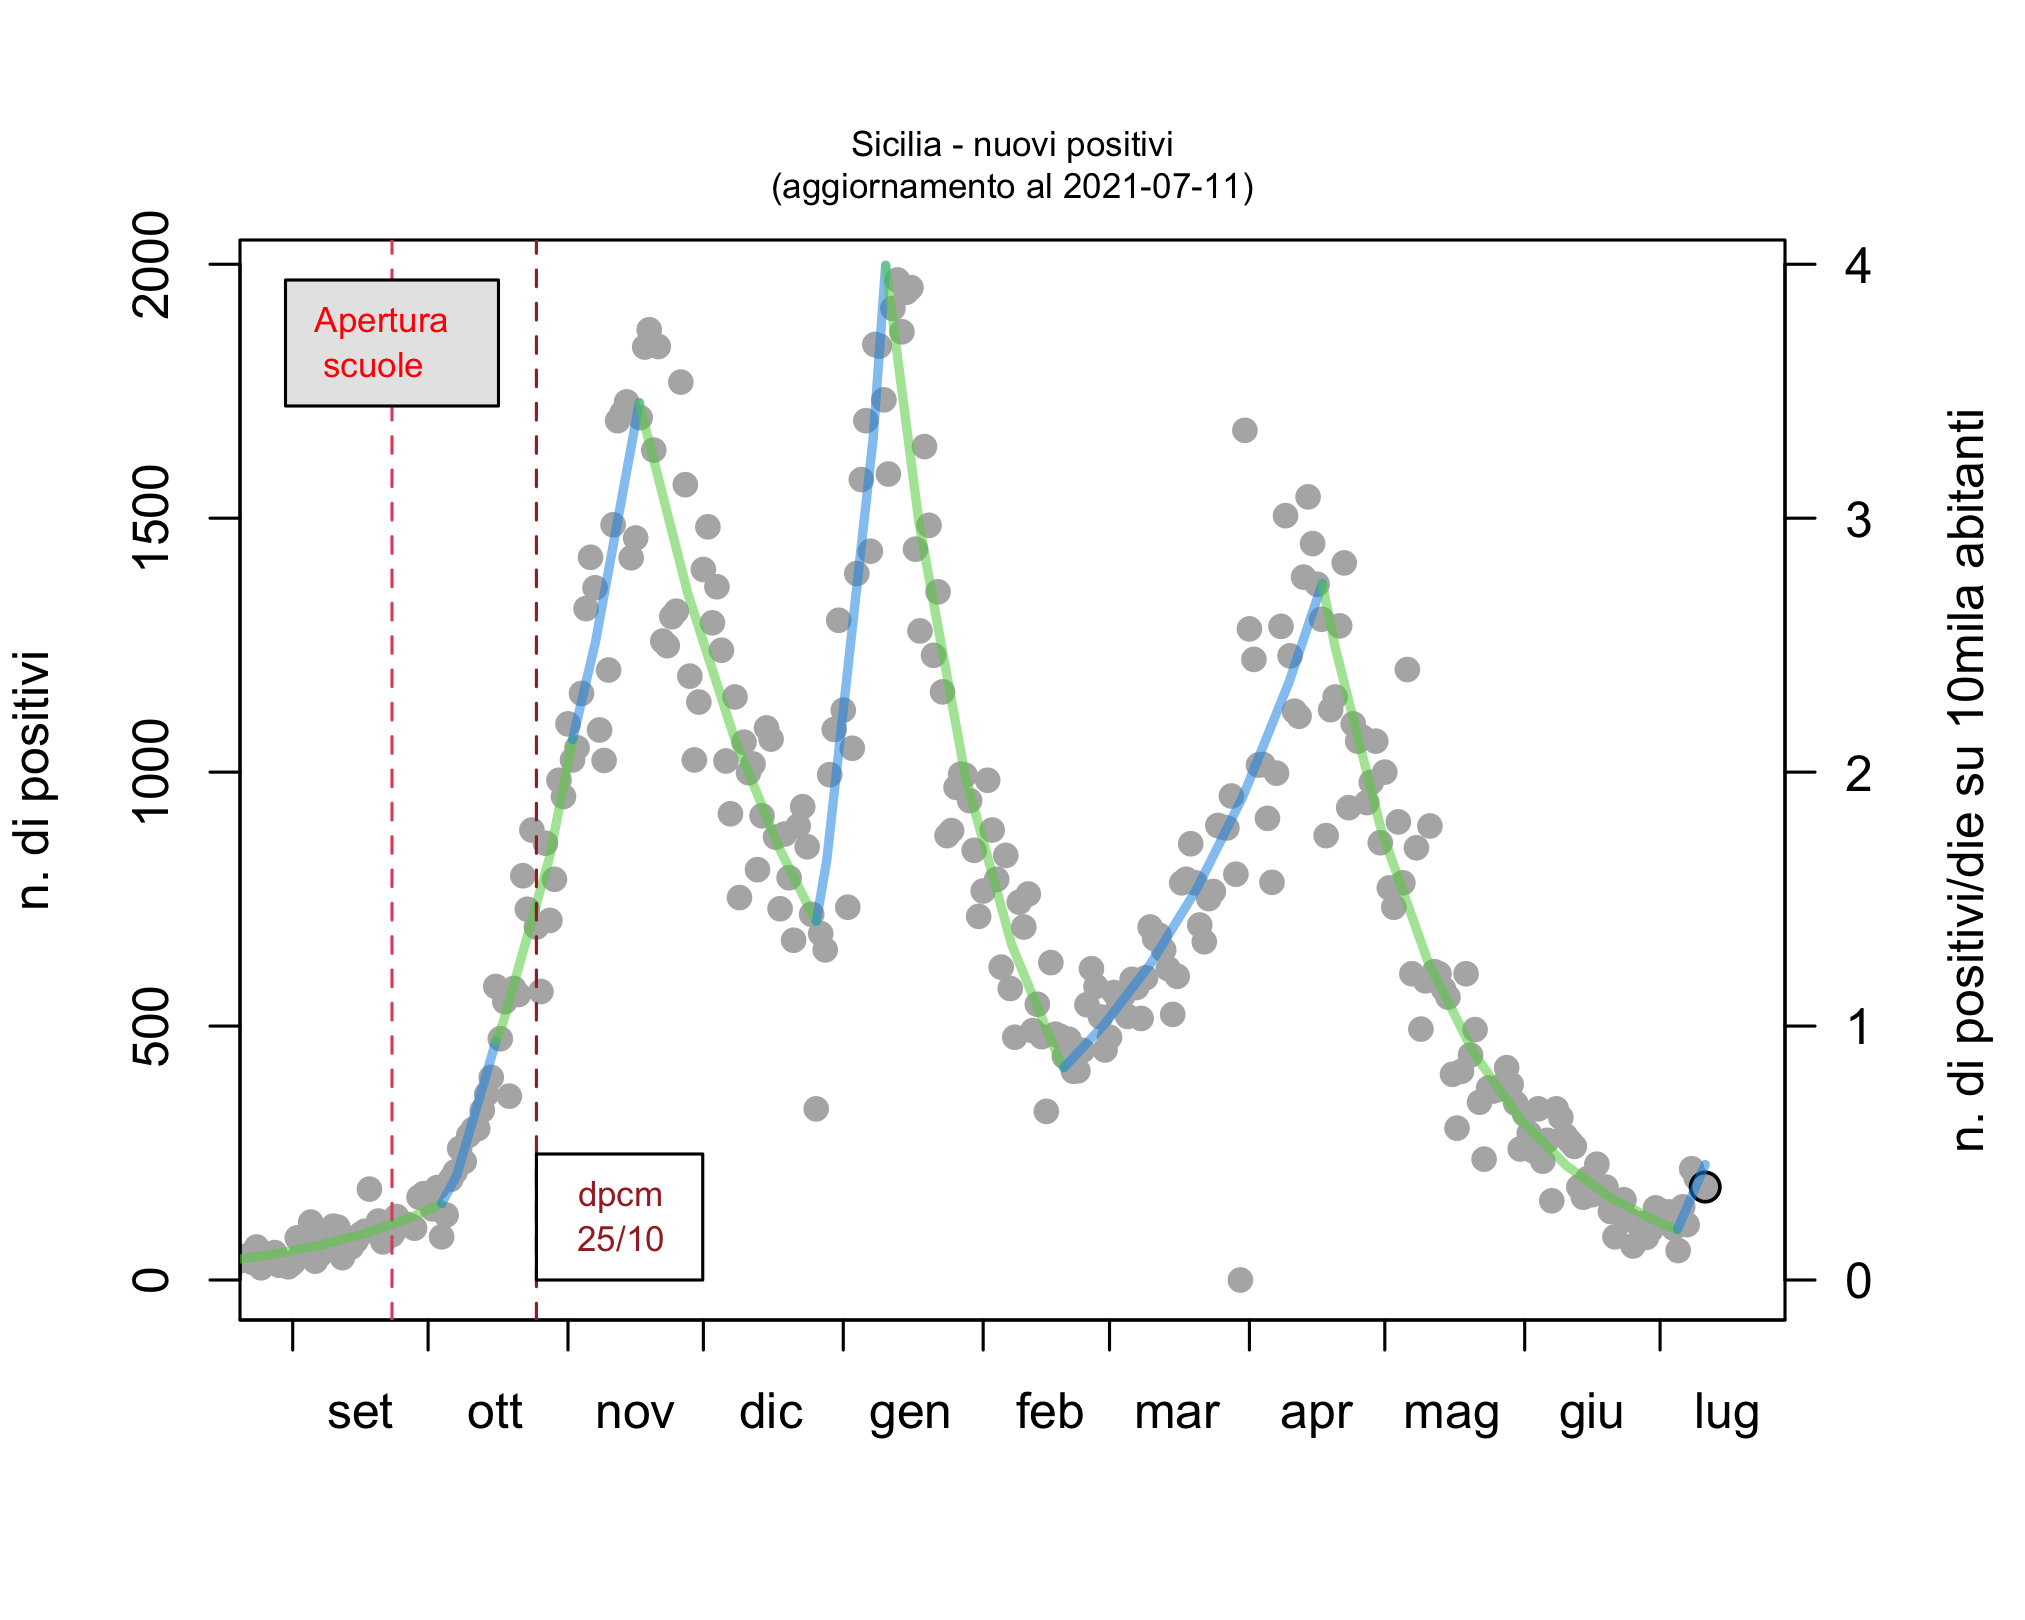 Sicilia - nuovi positivi
(aggiornamento al 2021-07-11)
n. di positivi
2000
1500
1000
500
0
Apertura
scuole
dpcm
25/10
4
3
2
1
0
n. di positivi/die su 10mila abitanti
set ott nov dic gen feb mar apr mag giu lug